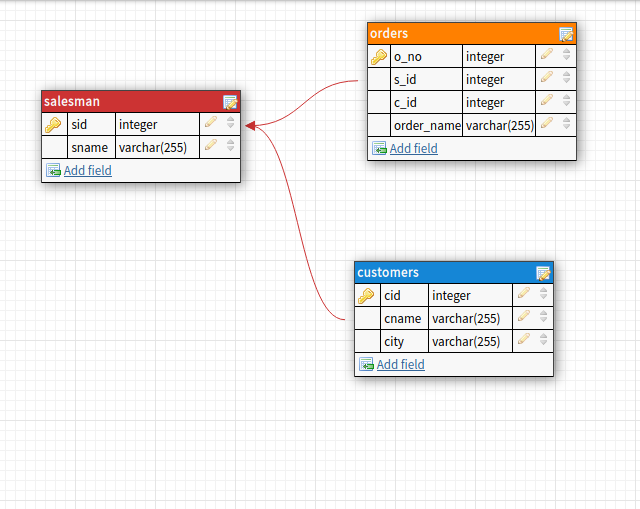 orders
o_no integer
s_id integer
c_id integer
order_name varchar(255)
Add field
salesman
sid integer
sname varchar(255)
Add field
customers
cid integer
cname varchar(255)
city varchar(255)
Add field